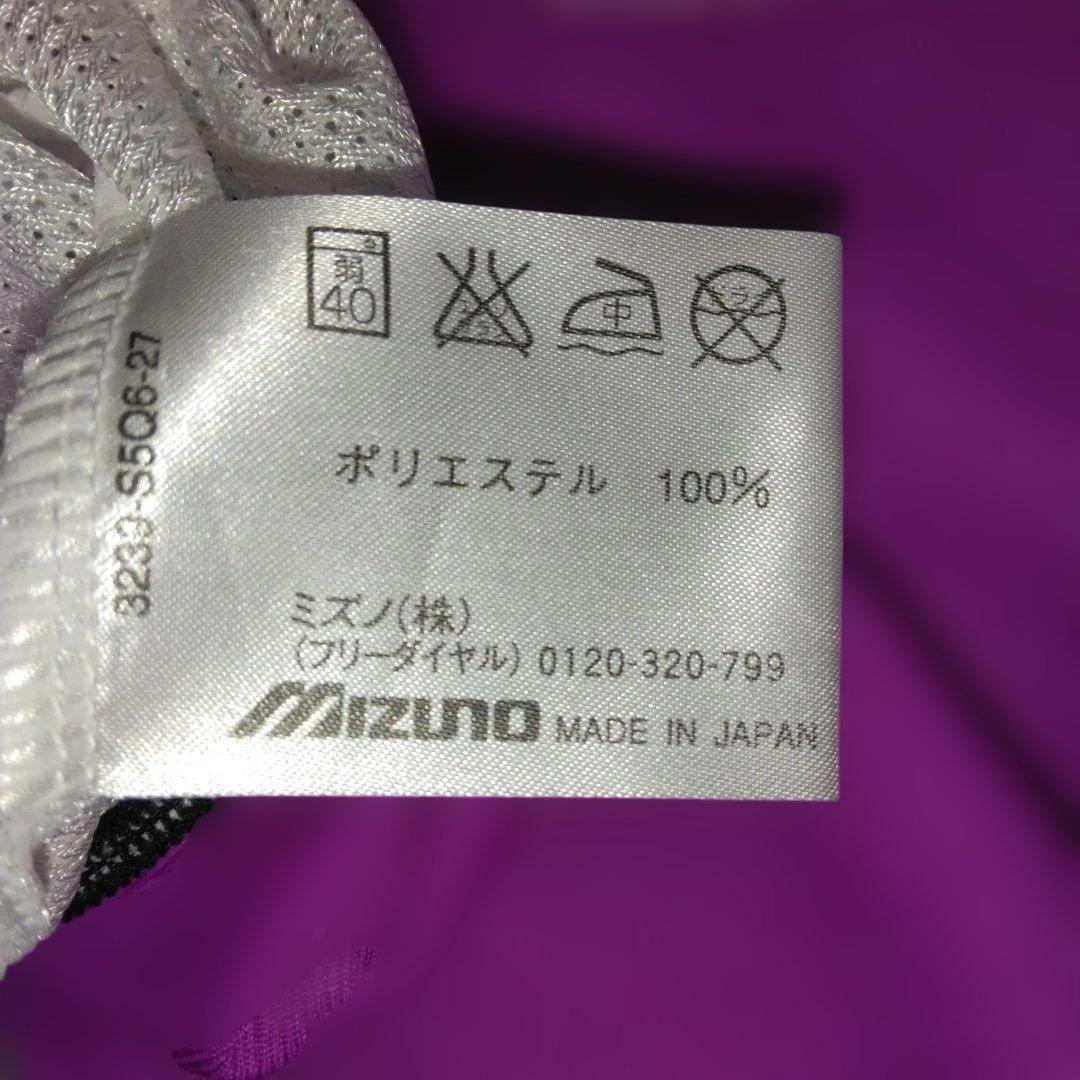 弱
40
中
ポリエステル 100%
ミズノ(株)
(フリーダイヤル) 0120-320-799
MIZUNO MADE IN JAPAN
3239-S5Q6-27